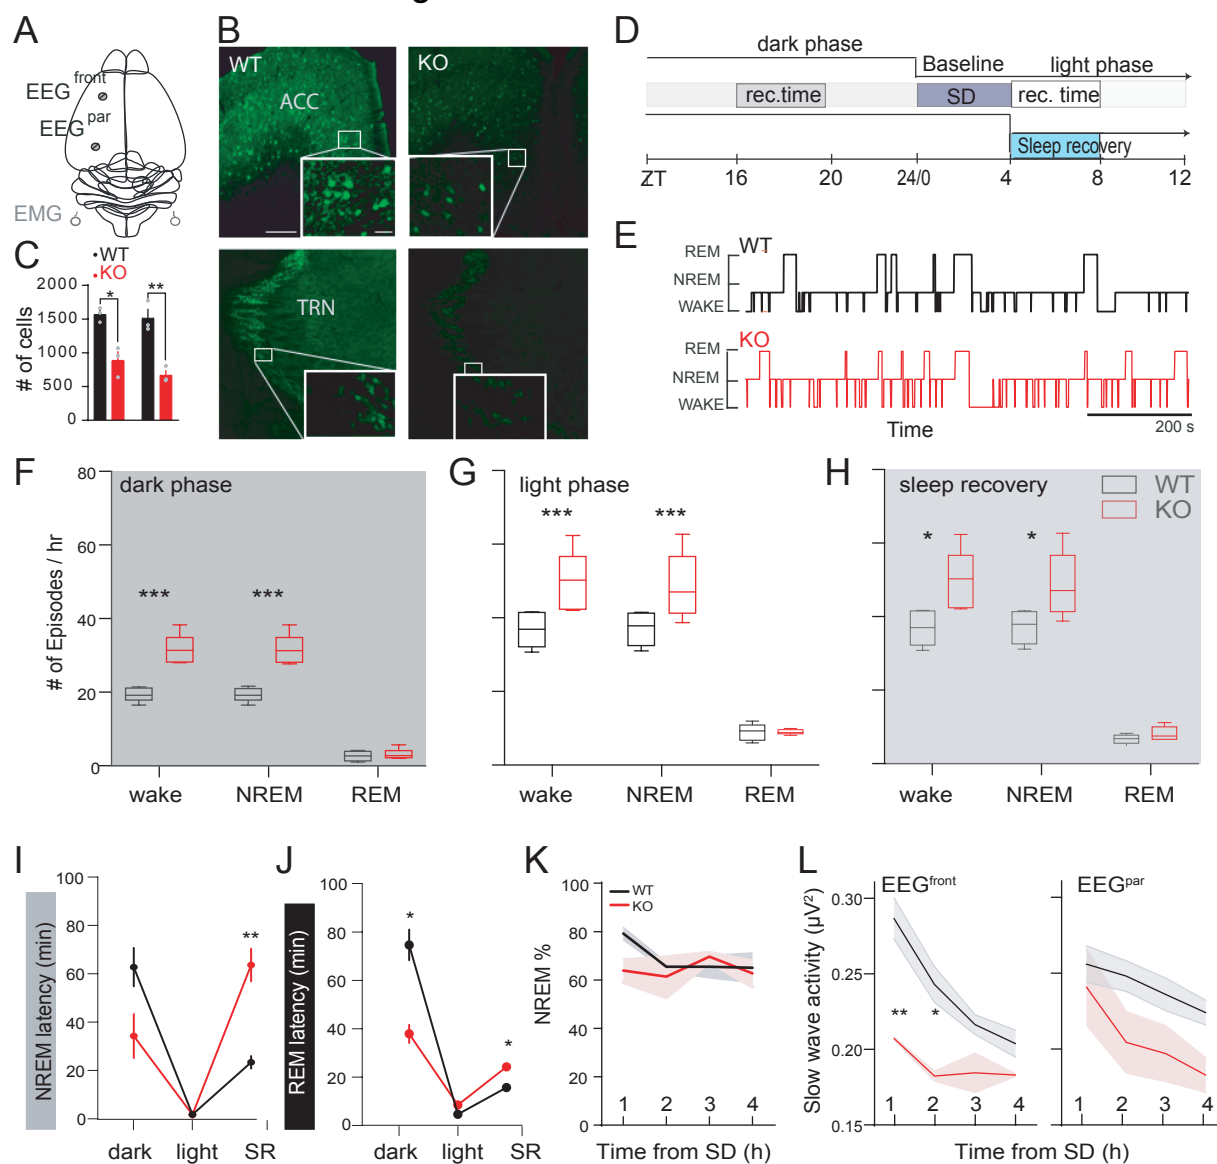 A
EEG front
EEG par
EMG
B
WT
KO
ACC
TRN
C
WT
KO
# of cells
2000
1500
1000
500
0
*
**
D
dark phase
Baseline
light phase
rec.time
SD
rec. time
Sleep recovery
ZT
16
20
24/0
4
8
12
E
WT
REM
NREM
WAKE
KO
REM
NREM
WAKE
Time
200 s
F
dark phase
# of Episodes / hr
80
60
40
20
0
***
***
wake
NREM
REM
G
light phase
***
***
wake
NREM
REM
H
sleep recovery
WT
KO
*
*
wake
NREM
REM
I
NREM latency (min)
100
80
60
40
20
0
**
dark
light
SR
J
REM latency (min)
100
80
60
40
20
0
*
*
dark
light
SR
K
WT
KO
NREM %
100
80
60
40
20
0
1
2
3
4
Time from SD (h)
L
EEGfront
EEGpar
Slow wave activity (µV²)
0.30
0.25
0.20
0.15
**
*
1
2
3
4
1
2
3
4
Time from SD (h)